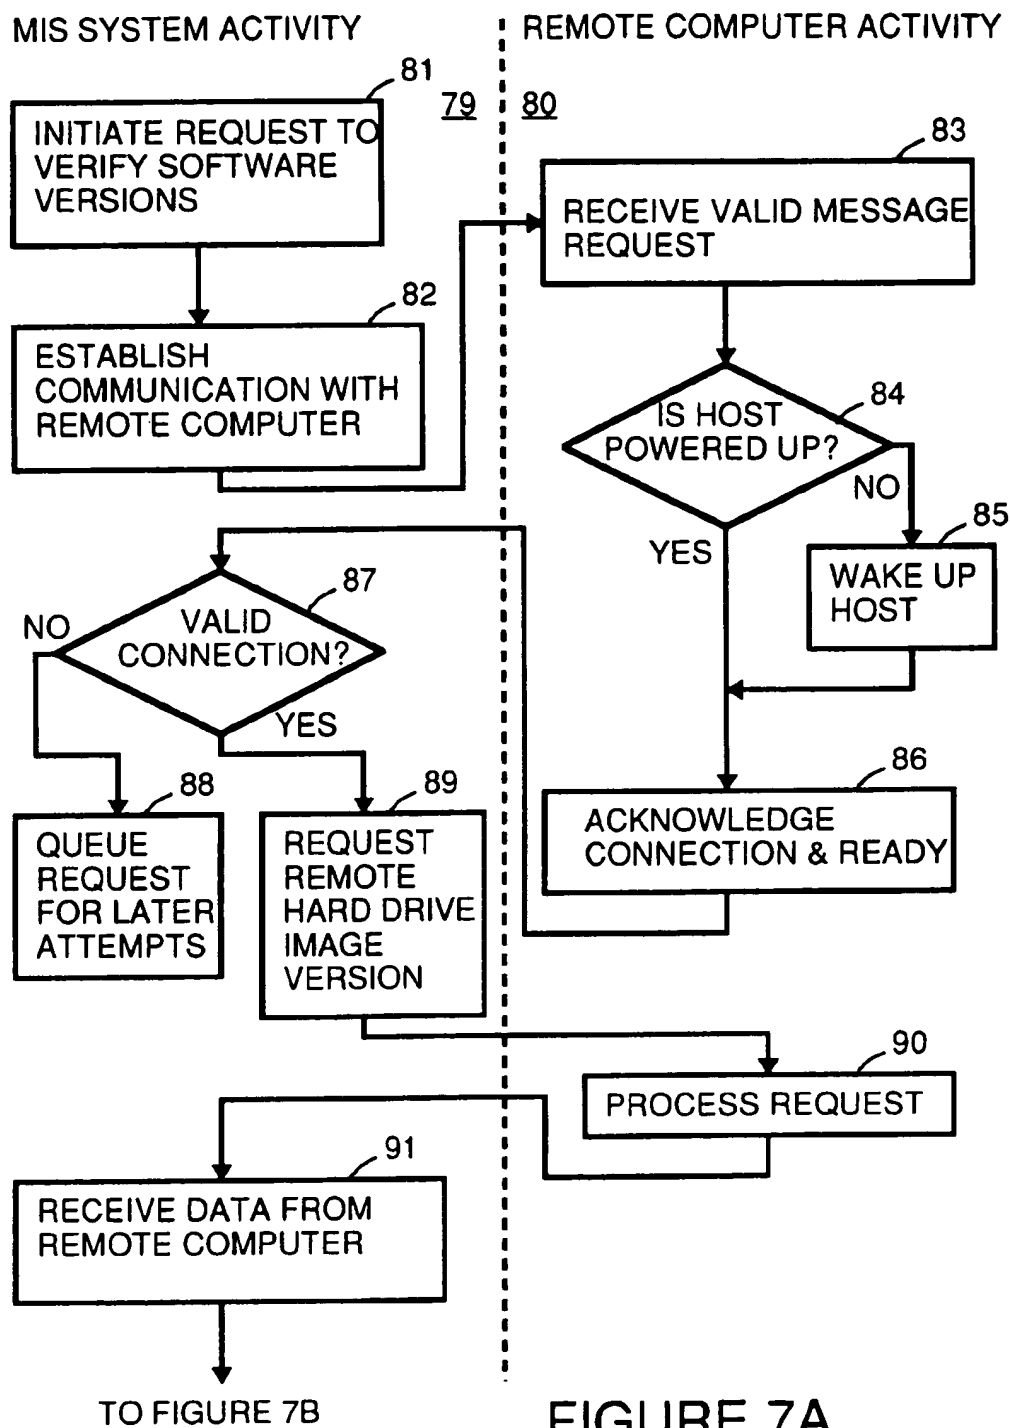 MIS SYSTEM ACTIVITY
REMOTE COMPUTER ACTIVITY
79
80
81
INITIATE REQUEST TO
VERIFY SOFTWARE
VERSIONS
82
ESTABLISH
COMMUNICATION WITH
REMOTE COMPUTER
83
RECEIVE VALID MESSAGE
REQUEST
84
IS HOST
POWERED UP?
NO
YES
85
WAKE UP
HOST
86
ACKNOWLEDGE
CONNECTION & READY
87
VALID
CONNECTION?
NO
YES
88
QUEUE
REQUEST
FOR LATER
ATTEMPTS
89
REQUEST
REMOTE
HARD DRIVE
IMAGE
VERSION
90
PROCESS REQUEST
91
RECEIVE DATA FROM
REMOTE COMPUTER
TO FIGURE 7B
FIGURE 7A